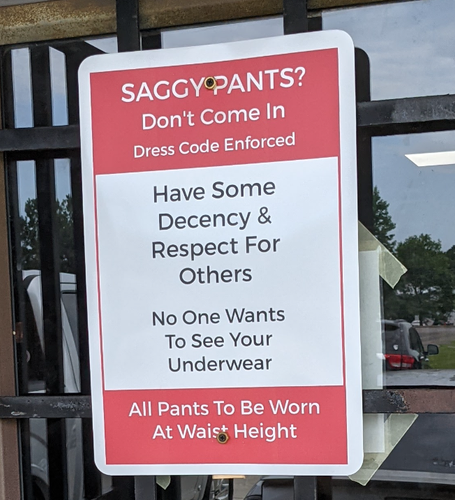 SAGGY PANTS?
Don't Come In
Dress Code Enforced
Have Some
Decency &
Respect For
Others
No One Wants
To See Your
Underwear
All Pants To Be Worn
At Waist Height